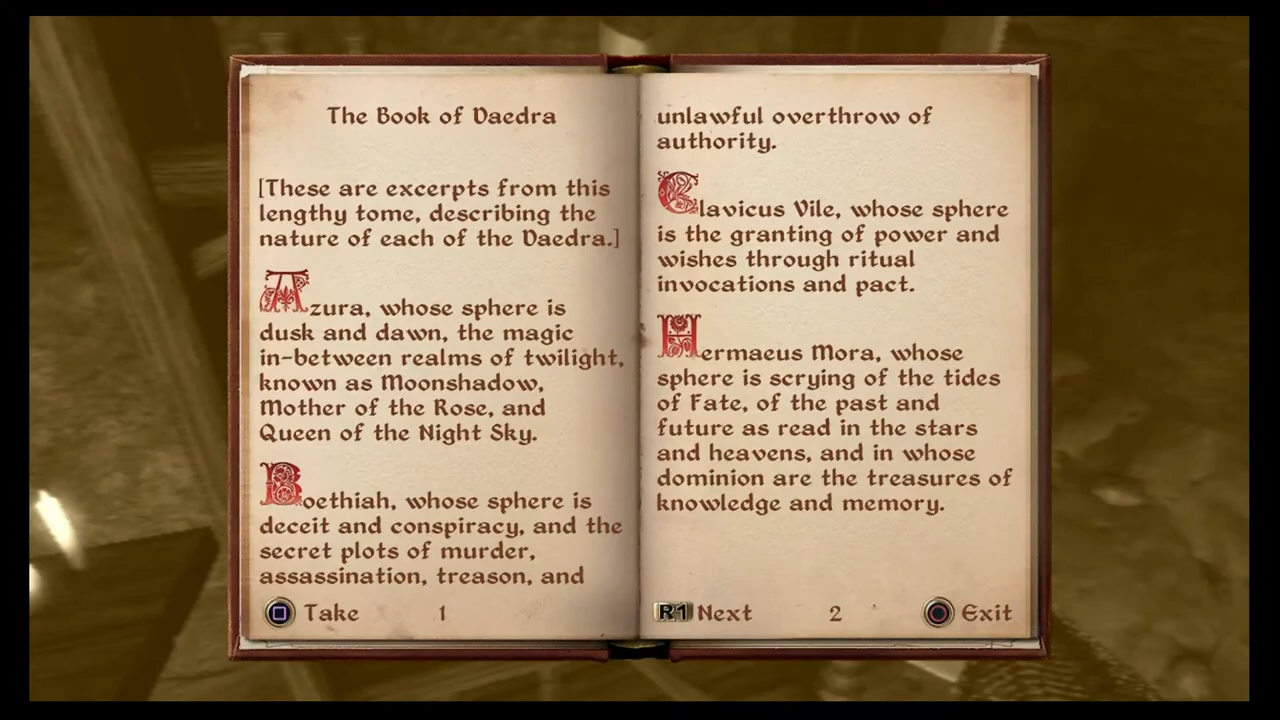 The Book of Daedra
[These are excerpts from this
lengthy tome, describing the
nature of each of the Daedra.]
Azura, whose sphere is
dusk and dawn, the magic
in-between realms of twilight,
known as Moonshadow,
Mother of the Rose, and
Queen of the Night Sky.
Boethiah, whose sphere is
deceit and conspiracy, and the
secret plots of murder,
assassination, treason, and
Take 1
unlawful overthrow of
authority.
Clavicus Vile, whose sphere
is the granting of power and
wishes through ritual
invocations and pact.
Hermaeus Mora, whose
sphere is scrying of the tides
of Fate, of the past and
future as read in the stars
and heavens, and in whose
dominion are the treasures of
knowledge and memory.
R1 Next 2 Exit